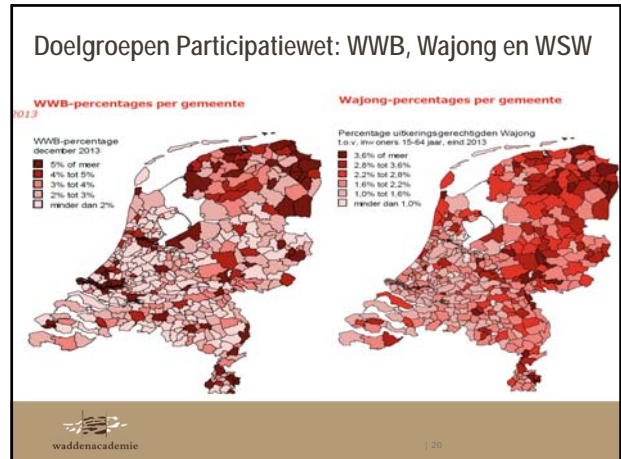 Doelgroepen Participatiewet: WWB, Wajong en WSW
WWB-percentages per gemeente
2013
WWB-percentage
december 2013
5% of meer
4% tot 5%
3% tot 4%
2% tot 3%
minder dan 2%
Wajong-percentages per gemeente
Percentage uitkeringsgerechtigden Wajong
t.o.v. inwoners 15-64 jaar, eind 2013
3,6% of meer
2,8% tot 3,6%
2,2% tot 2,8%
1,6% tot 2,2%
1,0% tot 1,6%
minder dan 1,0%
waddenacademie
| 20